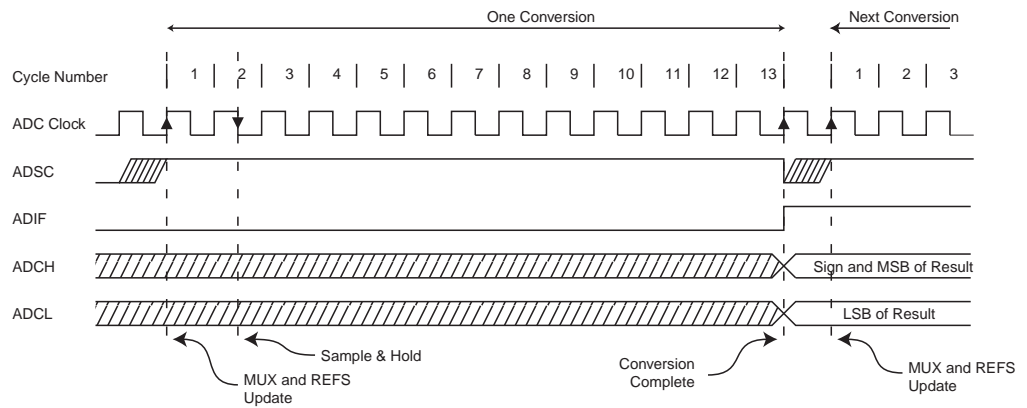 One Conversion Next Conversion
Cycle Number 1 2 3 4 5 6 7 8 9 10 11 12 13 1 2 3
ADC Clock
ADSC
ADIF
ADCH Sign and MSB of Result
ADCL LSB of Result
Sample & Hold
MUX and REFS
Update
Conversion
Complete
MUX and REFS
Update